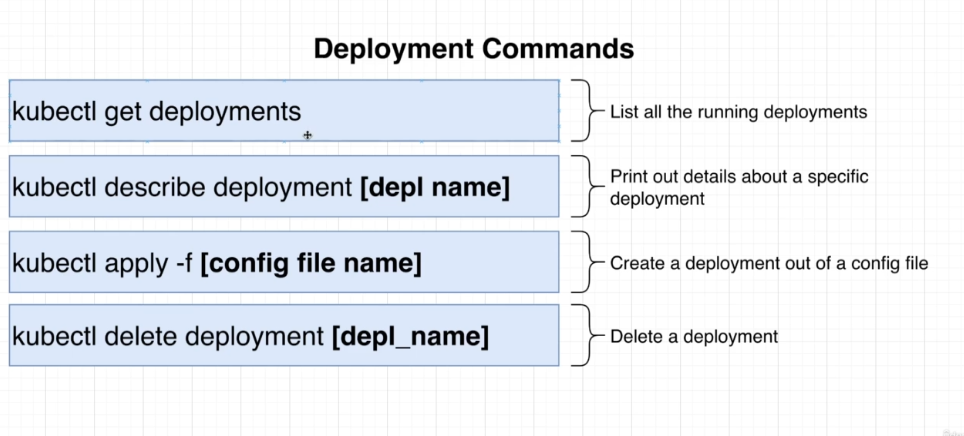 Deployment Commands
kubectl get deployments
List all the running deployments
kubectl describe deployment [depl name]
Print out details about a specific
deployment
kubectl apply -f [config file name]
Create a deployment out of a config file
kubectl delete deployment [depl_name]
Delete a deployment